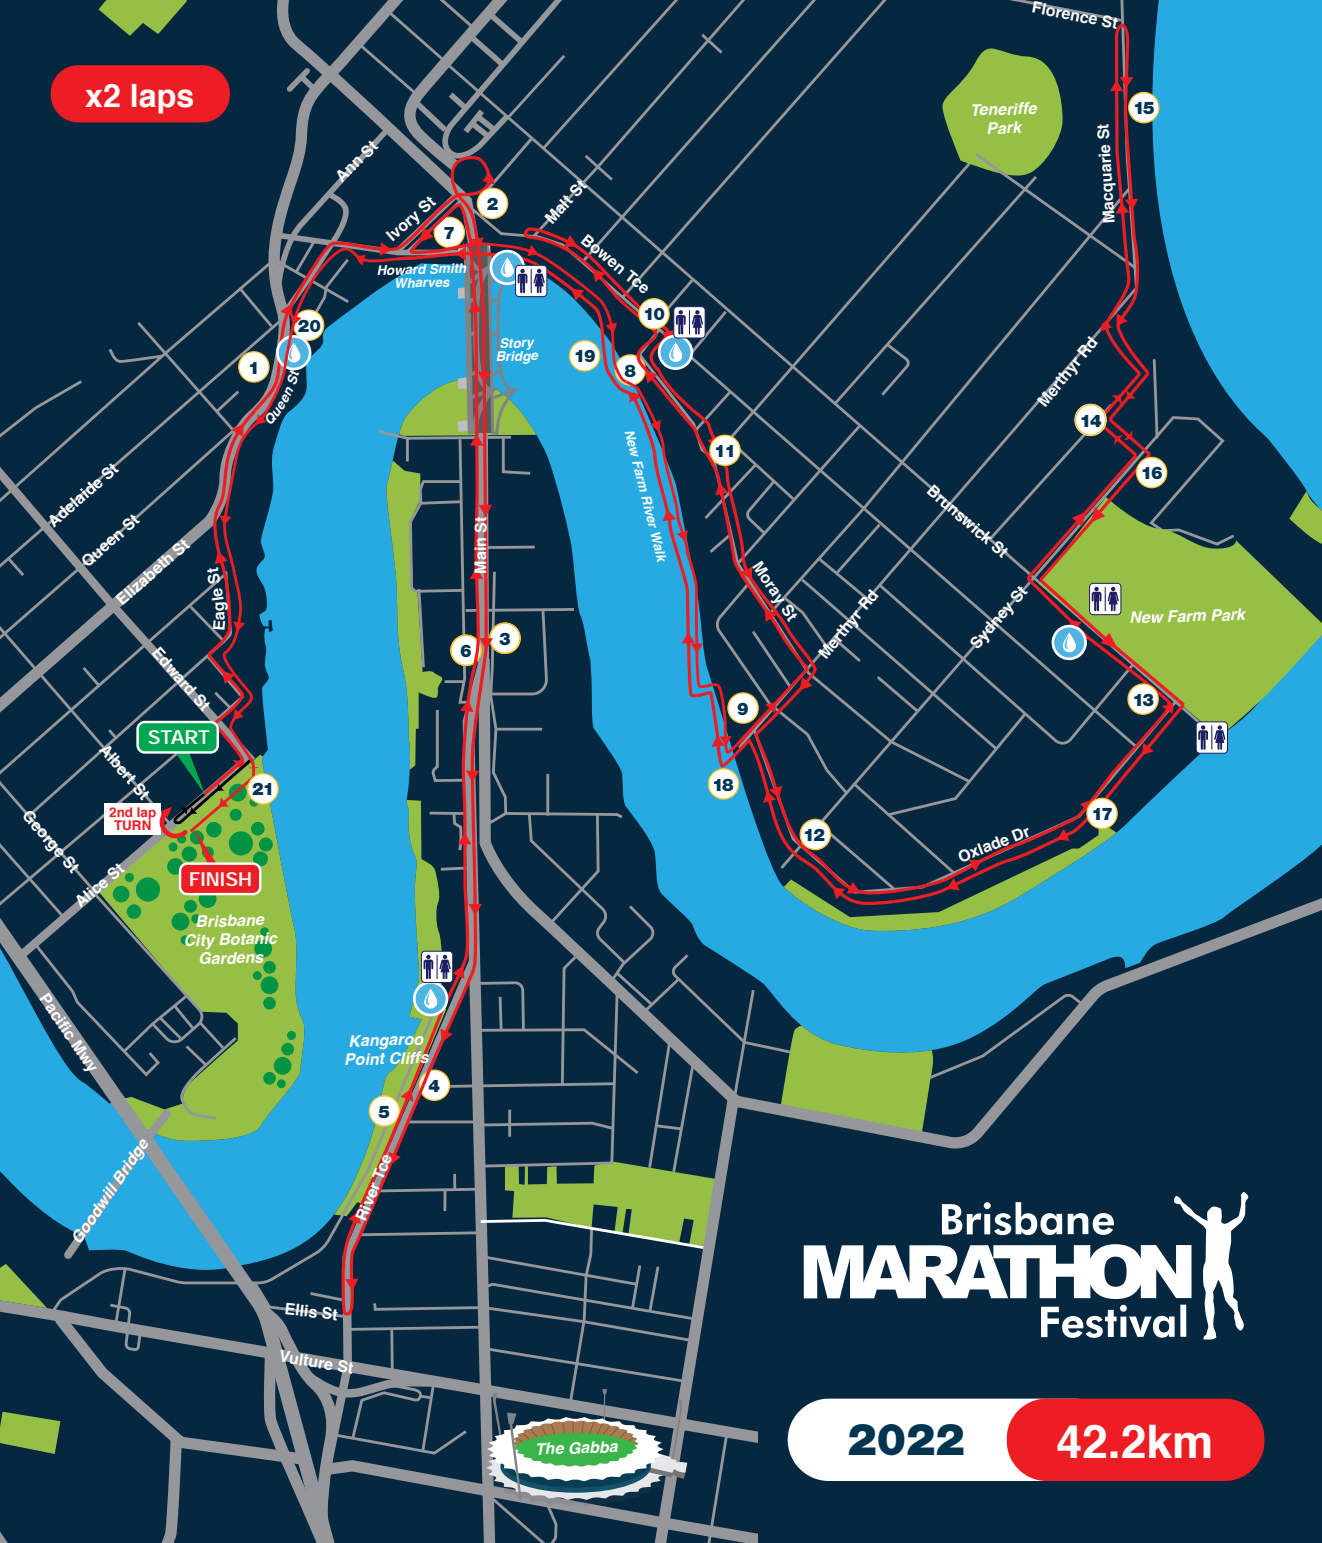 Florence St
x2 laps
Teneriffe
Park
15
Macquarie St
Ann St
Ivory St
2
Malt St
7
Bowen Tce
Howard Smith
Wharves
10
20
Story
Bridge
19
8
1
Queen St
Merthyr Rd
14
11
16
New Farm River Walk
Adelaide St
Queen St
Elizabeth St
Brunswick St
Main St
Eagle St
Moray St
Merthyr Rd
Sydney St
New Farm Park
6
3
Edward St
9
13
START
Albert St
21
18
2nd lap
TURN
17
12
George St
Oxlade Dr
Alice St
FINISH
Brisbane
City Botanic
Gardens
Pacific Mwy
Kangaroo
Point Cliffs
4
5
Goodwill Bridge
River Tce
Ellis St
Vulture St
The Gabba
Brisbane
MARATHON
Festival
2022
42.2km